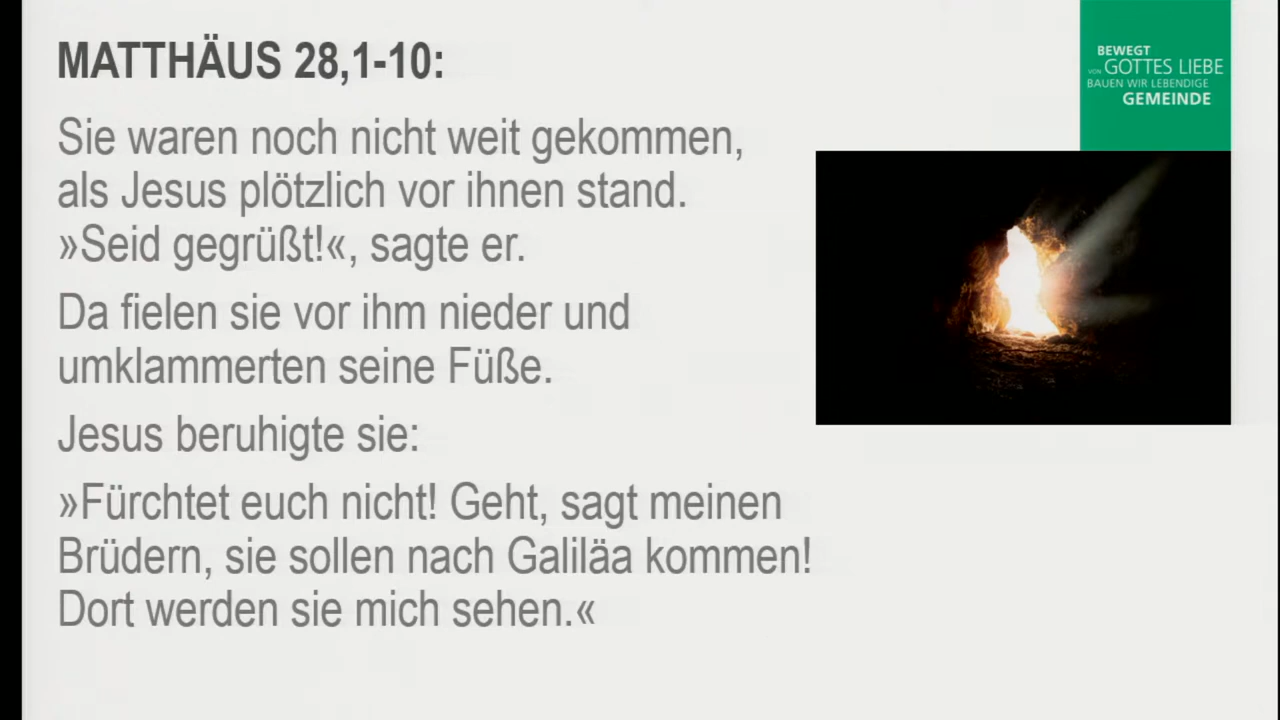 MATTHÄUS 28,1-10:
Sie waren noch nicht weit gekommen,
als Jesus plötzlich vor ihnen stand.
»Seid gegrüßt!«, sagte er.
Da fielen sie vor ihm nieder und
umklammerten seine Füße.
Jesus beruhigte sie:
»Fürchtet euch nicht! Geht, sagt meinen
Brüdern, sie sollen nach Galiläa kommen!
Dort werden sie mich sehen.«
BEWEGT
VON GOTTES LIEBE
BAUEN WIR LEBENDIGE
GEMEINDE